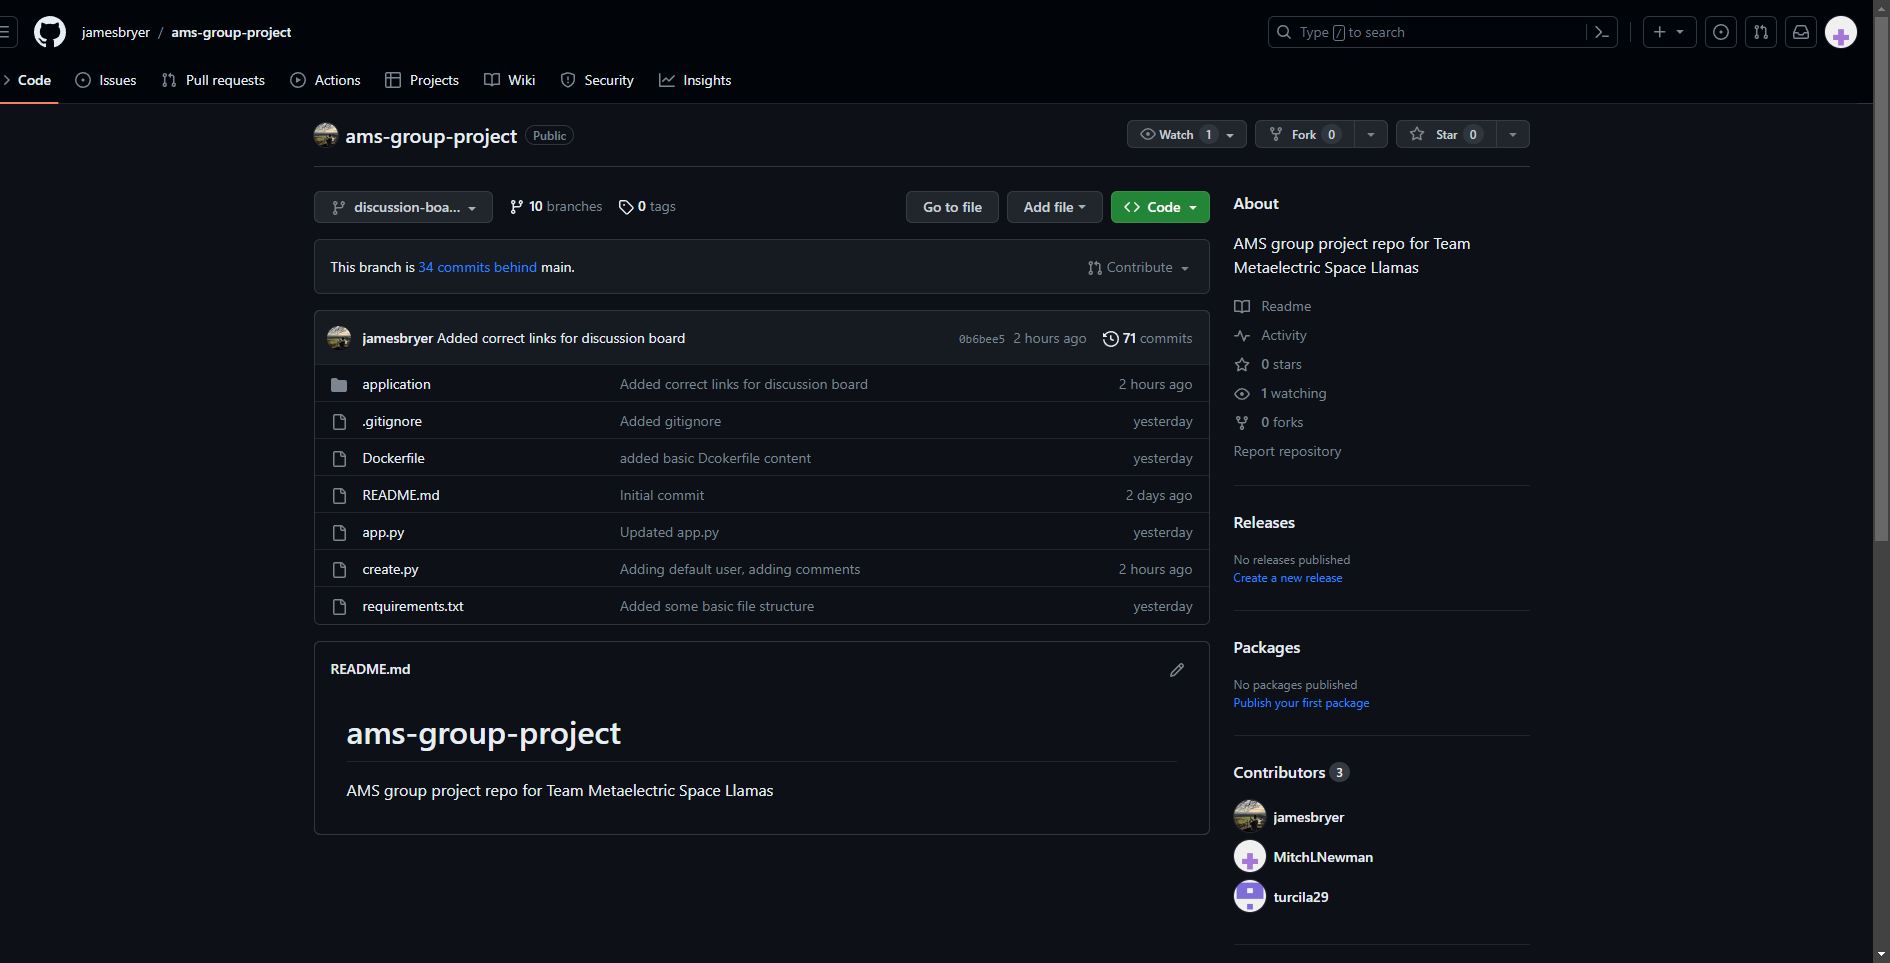 jamesbryer / ams-group-project
Type / to search
Code Issues Pull requests Actions Projects Wiki Security Insights
ams-group-project Public
Watch 1 Fork 0 Star 0
discussion-boa... 10 branches 0 tags Go to file Add file Code
This branch is 34 commits behind main. Contribute
jamesbryer Added correct links for discussion board 0b6bee5 2 hours ago 71 commits
application Added correct links for discussion board 2 hours ago
.gitignore Added gitignore yesterday
Dockerfile added basic Dcokerfile content yesterday
README.md Initial commit 2 days ago
app.py Updated app.py yesterday
create.py Adding default user, adding comments 2 hours ago
requirements.txt Added some basic file structure yesterday
README.md
ams-group-project
AMS group project repo for Team Metaelectric Space Llamas
About
AMS group project repo for Team
Metaelectric Space Llamas
Readme
Activity
0 stars
1 watching
0 forks
Report repository
Releases
No releases published
Create a new release
Packages
No packages published
Publish your first package
Contributors 3
jamesbryer
MitchLNewman
turcila29